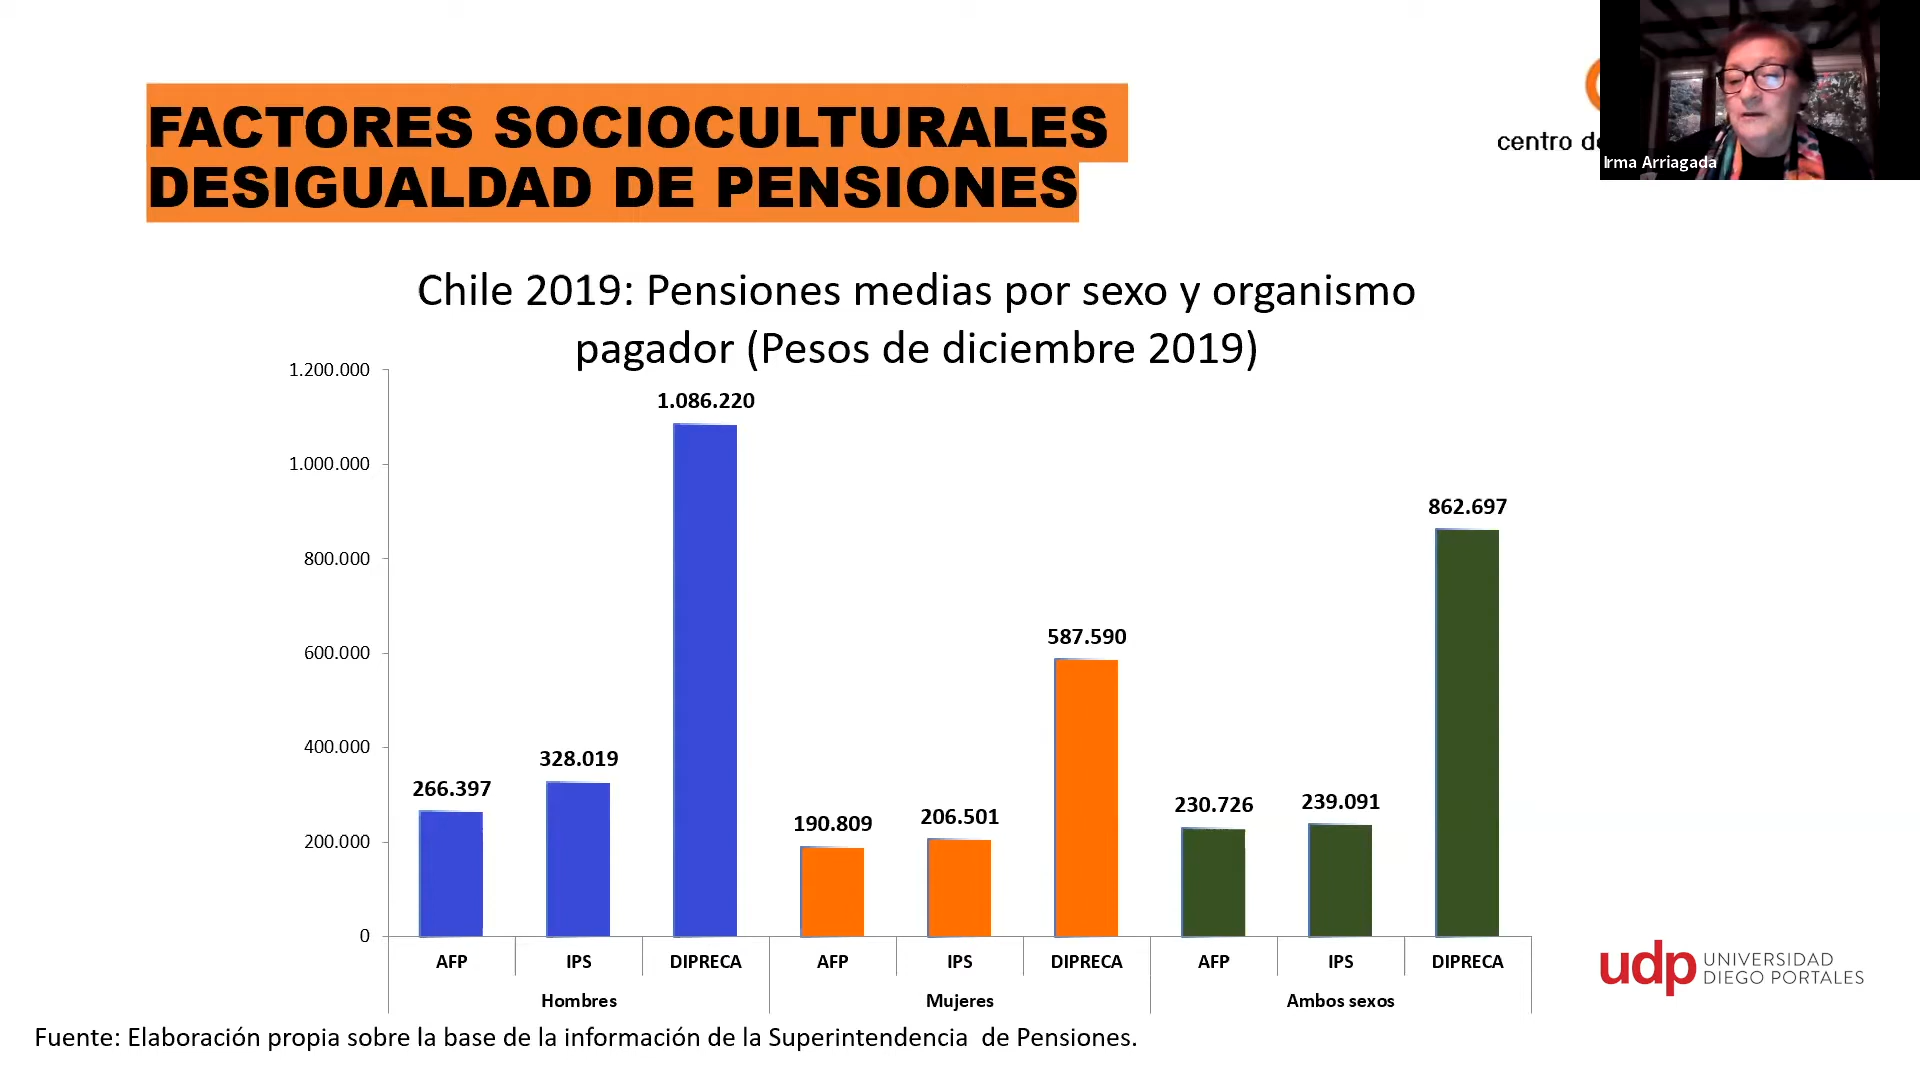 FACTORES SOCIOCULTURALES
DESIGUALDAD DE PENSIONES
centro de
Irma Arriagada
Chile 2019: Pensiones medias por sexo y organismo
pagador (Pesos de diciembre 2019)
1.200.000
1.000.000
800.000
600.000
400.000
200.000
0
266.397
328.019
1.086.220
190.809
206.501
587.590
230.726
239.091
862.697
AFP IPS DIPRECA AFP IPS DIPRECA AFP IPS DIPRECA
Hombres Mujeres Ambos sexos
udp UNIVERSIDAD
DIEGO PORTALES
Fuente: Elaboración propia sobre la base de la información de la Superintendencia de Pensiones.